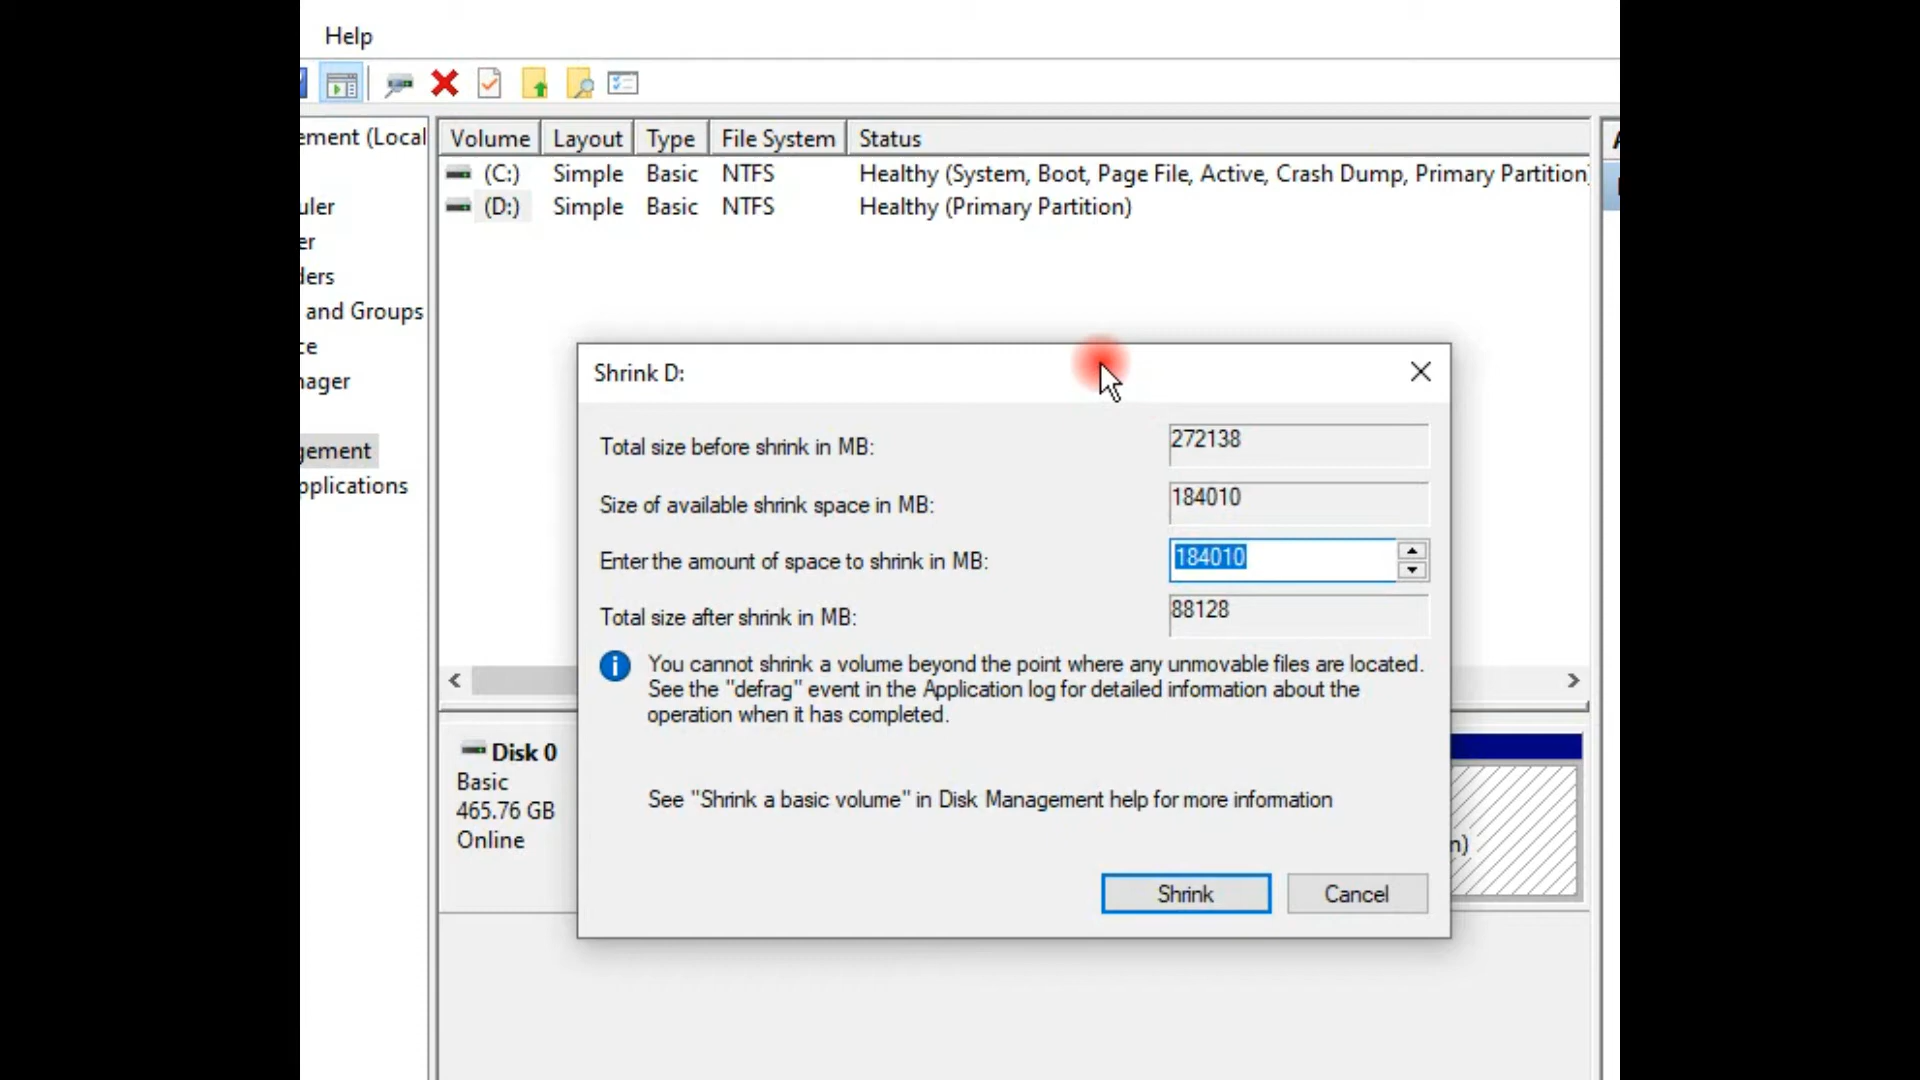 Help
ement (Local
uler
er
ders
and Groups
ce
nager
gement
pplications
Volume Layout Type File System Status
(C:) Simple Basic NTFS Healthy (System, Boot, Page File, Active, Crash Dump, Primary Partition)
(D:) Simple Basic NTFS Healthy (Primary Partition)
Shrink D:
Total size before shrink in MB: 272138
Size of available shrink space in MB: 184010
Enter the amount of space to shrink in MB: 184010
Total size after shrink in MB: 88128
You cannot shrink a volume beyond the point where any unmovable files are located.
See the "defrag" event in the Application log for detailed information about the
operation when it has completed.
See "Shrink a basic volume" in Disk Management help for more information
Shrink Cancel
Disk 0
Basic
465.76 GB
Online
n)